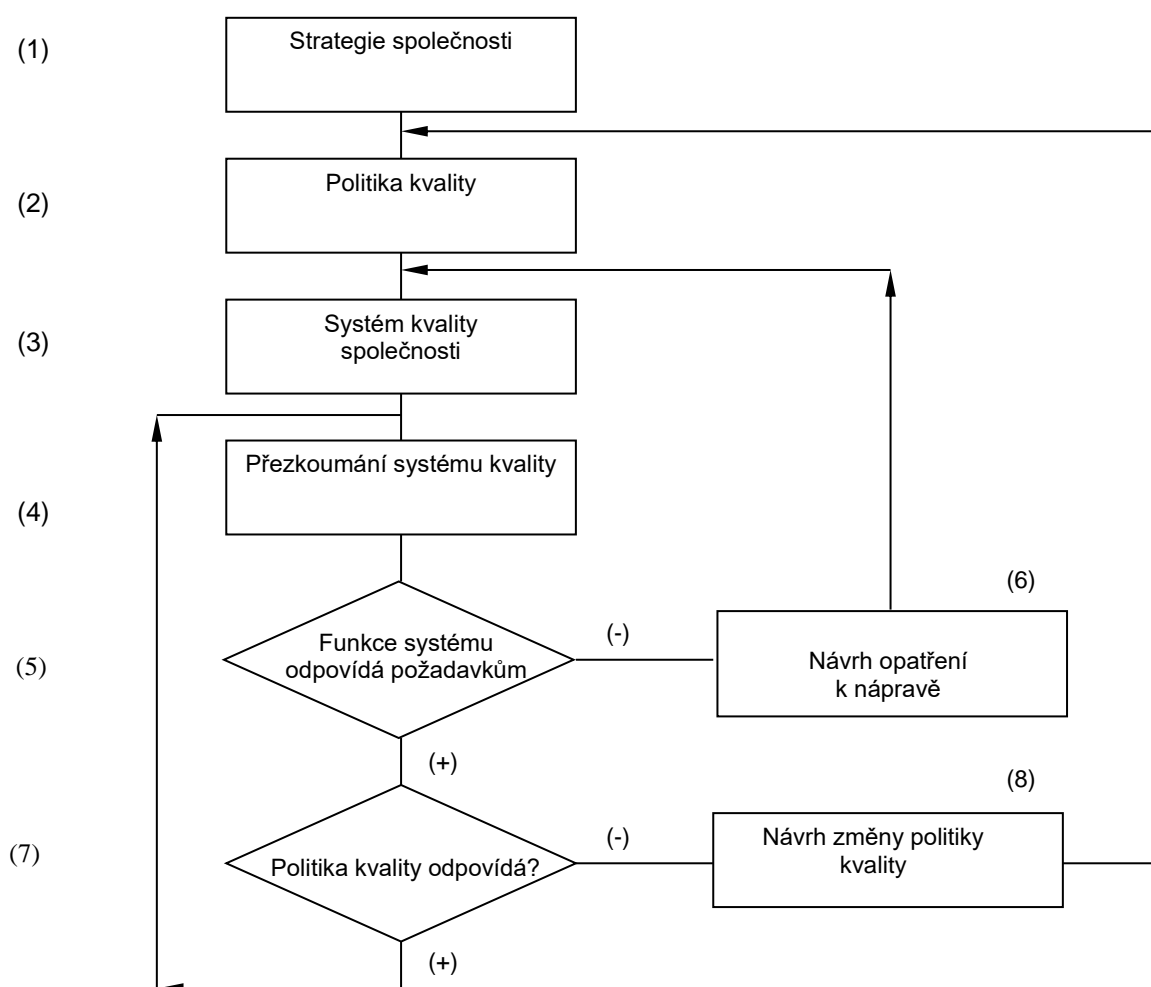 (1)
Strategie společnosti
(2)
Politika kvality
(3)
Systém kvality
společnosti
(4)
Přezkoumání systému kvality
(5)
Funkce systému
odpovídá požadavkům
(-)
(6)
Návrh opatření
k nápravě
(+)
(7)
Politika kvality odpovídá?
(-)
(8)
Návrh změny politiky
kvality
(+)